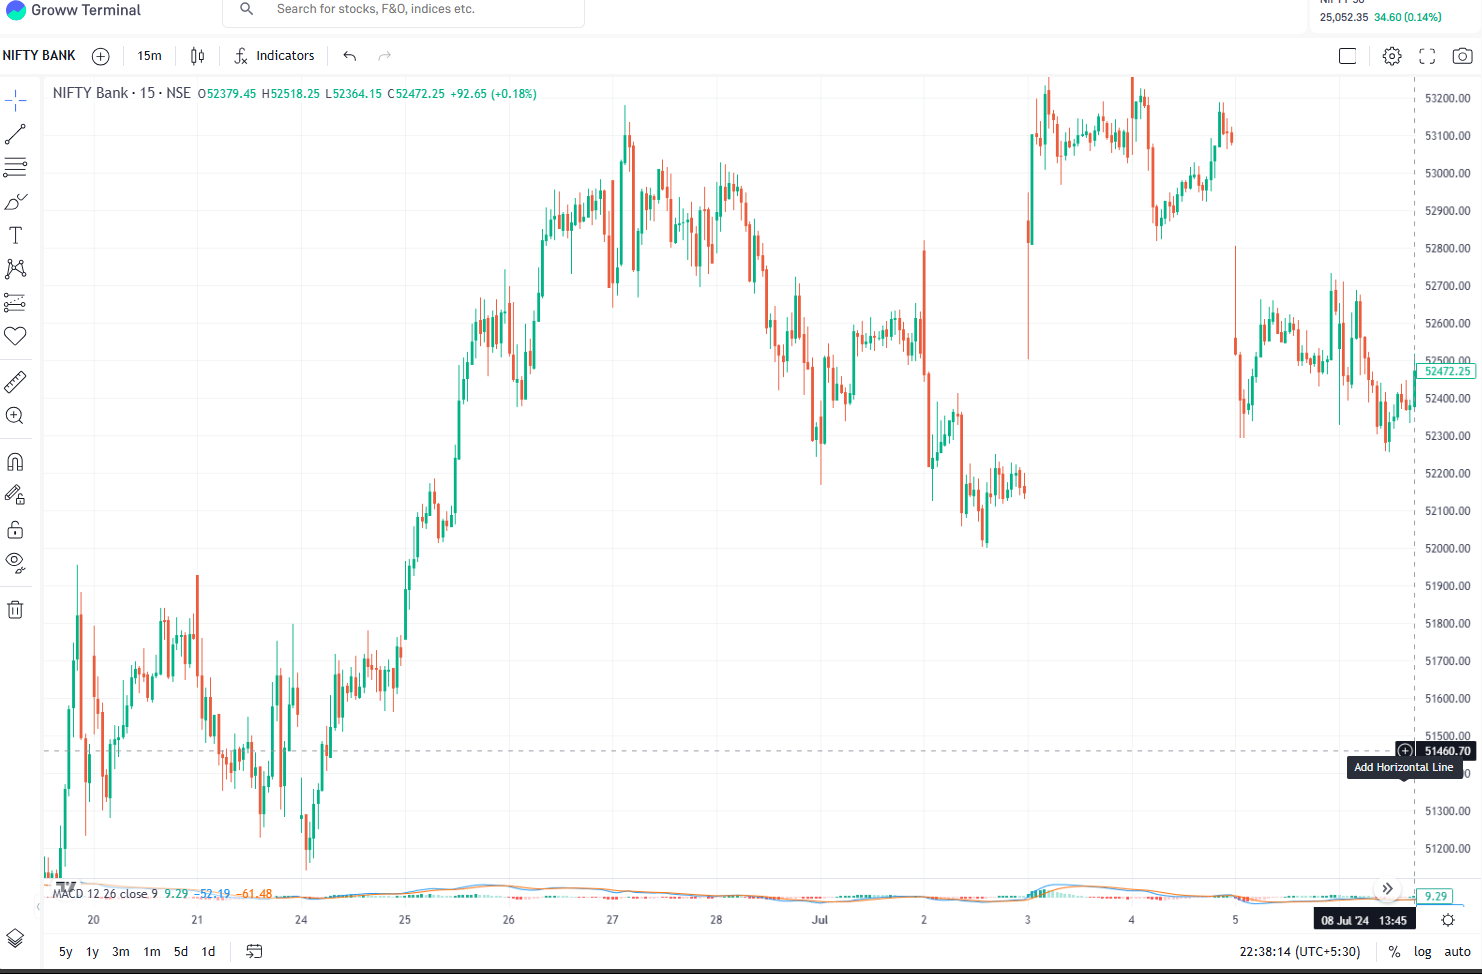 Groww Terminal
Search for stocks, F&O, indices etc.
25,052.35 34.60 (0.14%)
NIFTY BANK
15m
Indicators
NIFTY Bank · 15 · NSE O52379.45 H52518.25 L52364.15 C52472.25 +92.65 (+0.18%)
53200.00
53100.00
53000.00
52900.00
52800.00
52700.00
52600.00
52500.00
52472.25
52400.00
52300.00
52200.00
52100.00
52000.00
51900.00
51800.00
51700.00
51600.00
51500.00
51460.70
Add Horizontal Line
51300.00
51200.00
MACD 12 26 close 9 9.29 −52.19 −61.48
9.29
20 21 24 25 26 27 28 Jul 2 3 4 5
08 Jul '24 13:45
5y 1y 3m 1m 5d 1d
22:38:14 (UTC+5:30)
% log auto